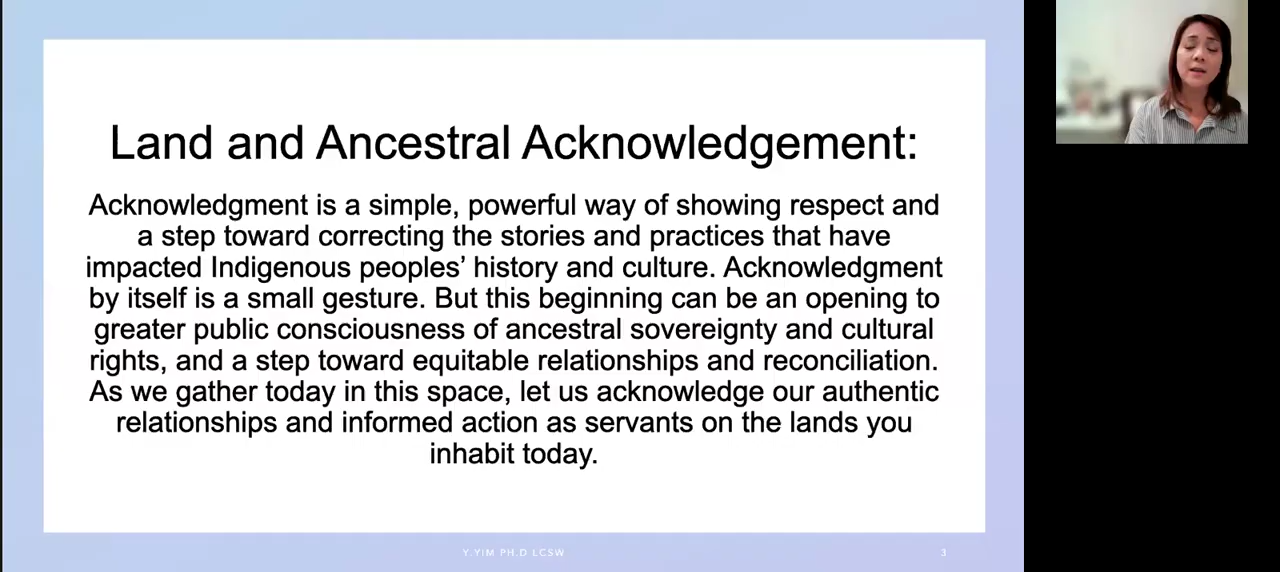 Land and Ancestral Acknowledgement:
Acknowledgment is a simple, powerful way of showing respect and
a step toward correcting the stories and practices that have
impacted Indigenous peoples’ history and culture. Acknowledgment
by itself is a small gesture. But this beginning can be an opening to
greater public consciousness of ancestral sovereignty and cultural
rights, and a step toward equitable relationships and reconciliation.
As we gather today in this space, let us acknowledge our authentic
relationships and informed action as servants on the lands you
inhabit today.
Y.YIM PH.D LCSW
3